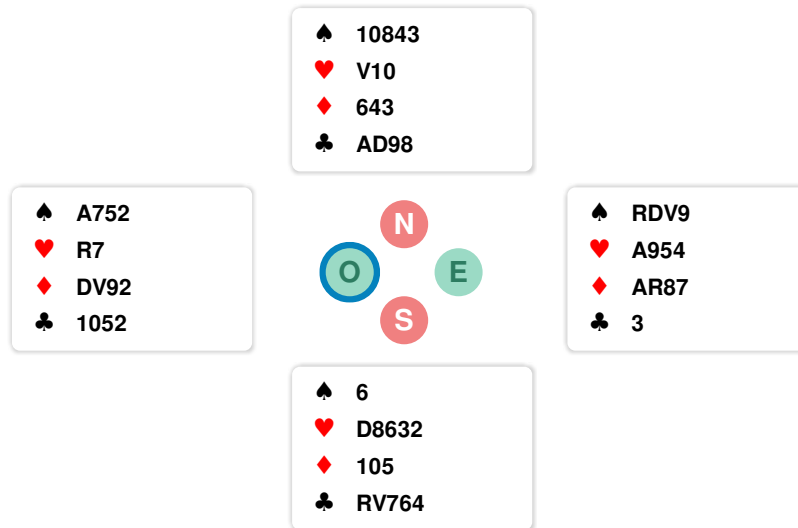 ♠ 10843
♥ V10
♦ 643
♣ AD98
♠ A752
♥ R7
♦ DV92
♣ 1052
N
O E
S
♠ RDV9
♥ A954
♦ AR87
♣ 3
♠ 6
♥ D8632
♦ 105
♣ RV764